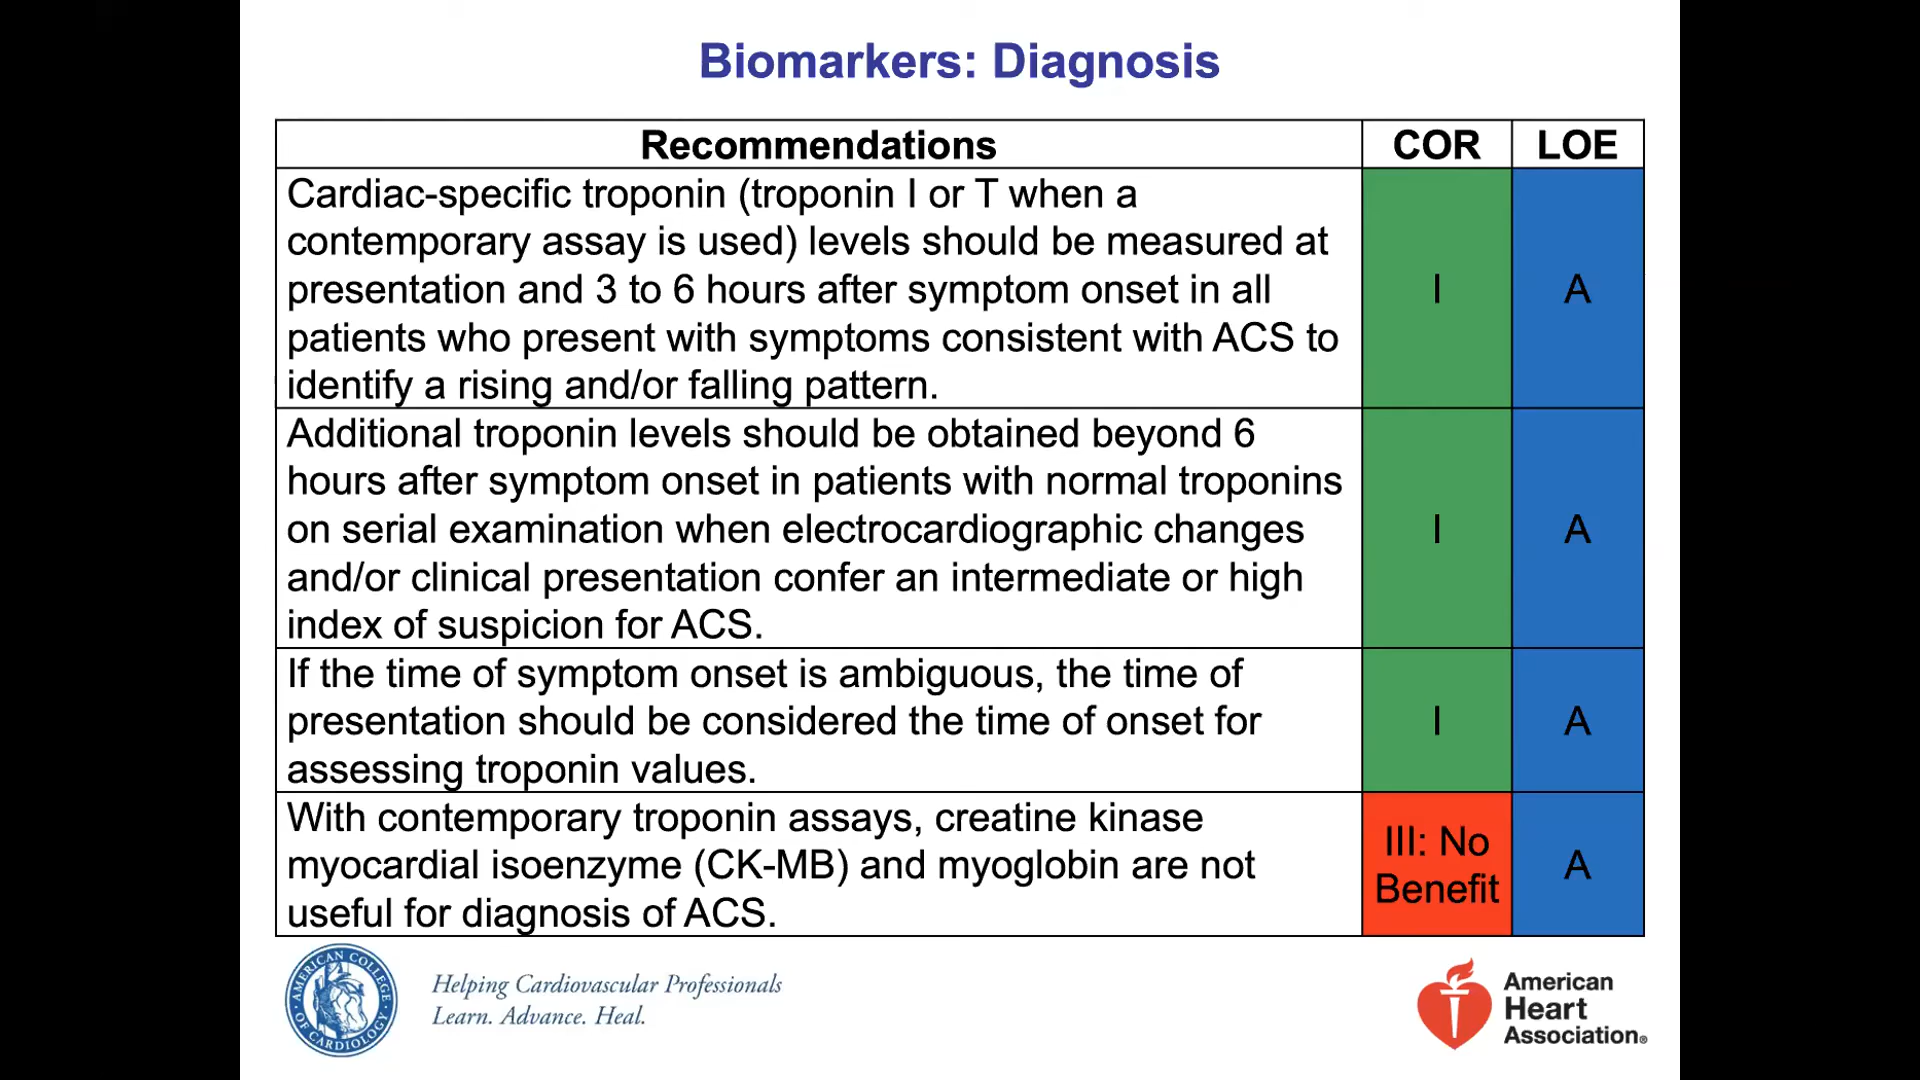 Biomarkers: Diagnosis
Recommendations COR LOE
Cardiac-specific troponin (troponin I or T when a
contemporary assay is used) levels should be measured at
presentation and 3 to 6 hours after symptom onset in all
patients who present with symptoms consistent with ACS to
identify a rising and/or falling pattern.
I A
Additional troponin levels should be obtained beyond 6
hours after symptom onset in patients with normal troponins
on serial examination when electrocardiographic changes
and/or clinical presentation confer an intermediate or high
index of suspicion for ACS.
I A
If the time of symptom onset is ambiguous, the time of
presentation should be considered the time of onset for
assessing troponin values.
I A
With contemporary troponin assays, creatine kinase
myocardial isoenzyme (CK-MB) and myoglobin are not
useful for diagnosis of ACS.
III: No
Benefit
A
AMERICAN COLLEGE
OF CARDIOLOGY
Helping Cardiovascular Professionals
Learn. Advance. Heal.
American
Heart
Association®